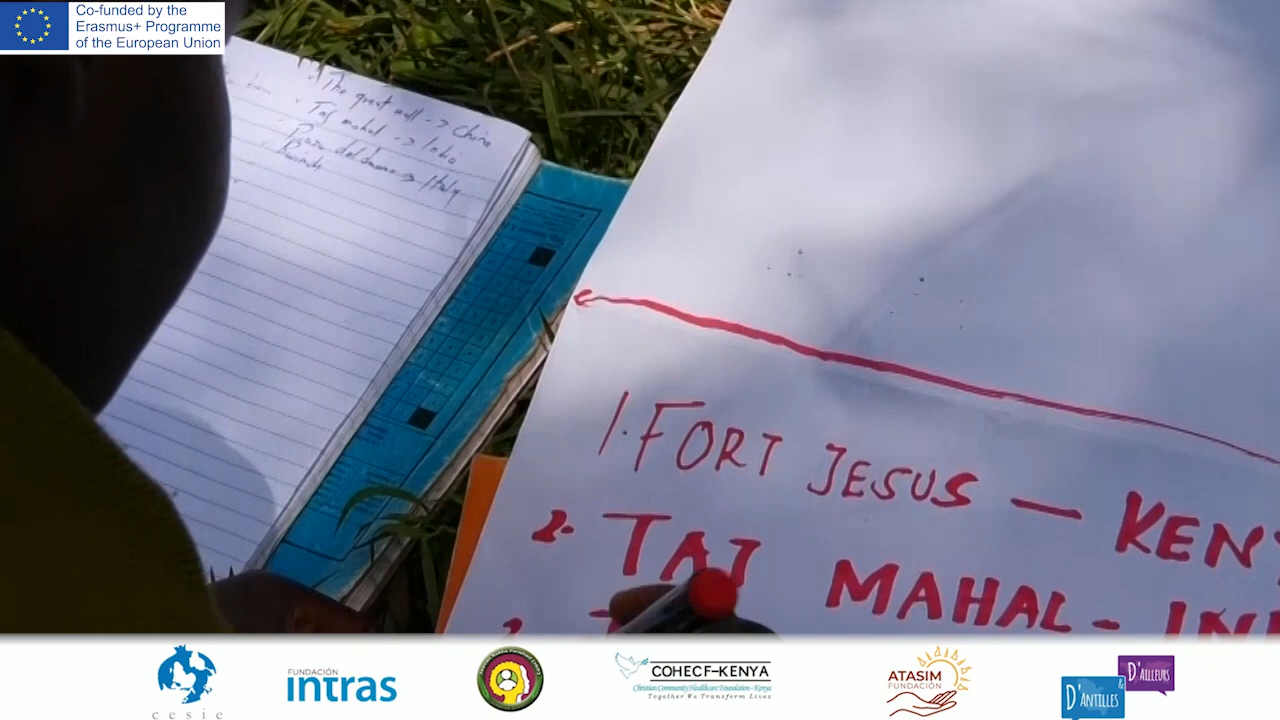 Co-funded by the
Erasmus+ Programme
of the European Union
The great wall -> China
Taj mahal ->
Italy
1. FORT JESUS — KEN
2- TAJ MAHAL - IN
cesie
FUNDACIÓN
intras
COHECF-KENYA
Christian Community Healthcare Foundation - Kenya
Together We Transform Lives
ATASIM
FUNDACIÓN
D'ANTILLES
&
D'AILLEURS